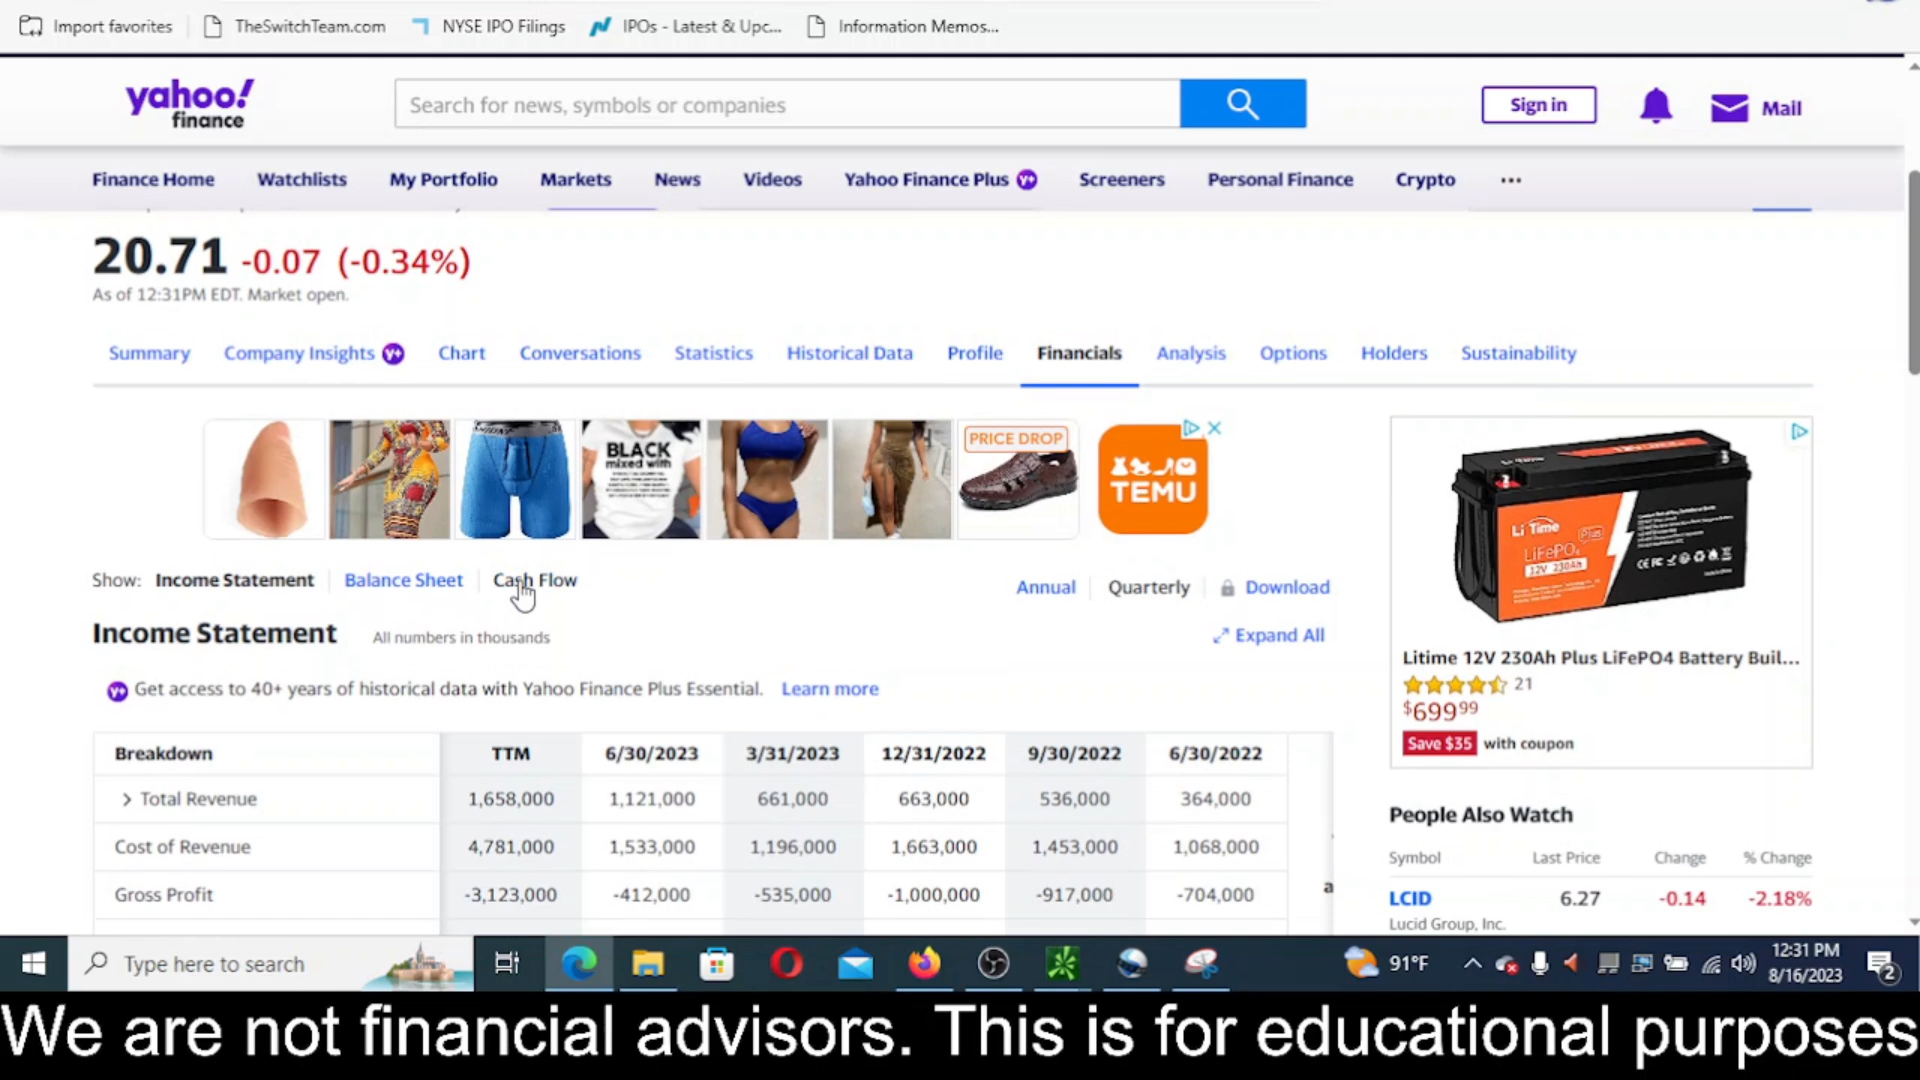 Import favorites TheSwitchTeam.com NYSE IPO Filings IPOs - Latest & Upc... Information Memos...
yahoo!
finance
Search for news, symbols or companies
Sign in
Mail
Finance Home Watchlists My Portfolio Markets News Videos Yahoo Finance Plus Y+ Screeners Personal Finance Crypto ...
20.71 -0.07 (-0.34%)
As of 12:31PM EDT. Market open.
Summary Company Insights Y+ Chart Conversations Statistics Historical Data Profile Financials Analysis Options Holders Sustainability
BLACK
mixed with
PRICE DROP
TEMU
Li Time
Plus
LiFePO4
12V 230Ah
Show: Income Statement Balance Sheet Cash Flow
Annual Quarterly Download
Income Statement All numbers in thousands
Expand All
Y+ Get access to 40+ years of historical data with Yahoo Finance Plus Essential. Learn more
Litime 12V 230Ah Plus LiFePO4 Battery Buil...
21
$699 99
Save $35 with coupon
Breakdown TTM 6/30/2023 3/31/2023 12/31/2022 9/30/2022 6/30/2022
Total Revenue 1,658,000 1,121,000 661,000 663,000 536,000 364,000
Cost of Revenue 4,781,000 1,533,000 1,196,000 1,663,000 1,453,000 1,068,000
Gross Profit -3,123,000 -412,000 -535,000 -1,000,000 -917,000 -704,000
a
People Also Watch
Symbol Last Price Change % Change
LCID 6.27 -0.14 -2.18%
Lucid Group, Inc.
Type here to search
91°F
12:31 PM
8/16/2023
2
We are not financial advisors. This is for educational purposes